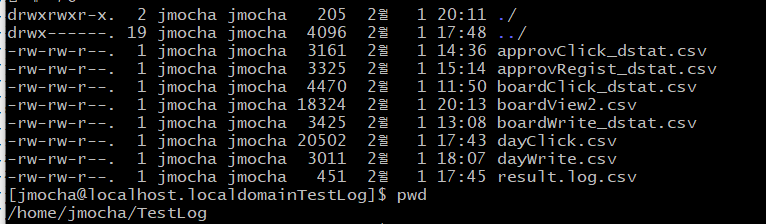 drwxrwxr-x.  2 jmocha jmocha   205  2월   1 20:11 ./
drwx------. 19 jmocha jmocha  4096  2월   1 17:48 ../
-rw-rw-r--.  1 jmocha jmocha  3161  2월   1 14:36 approvClick_dstat.csv
-rw-rw-r--.  1 jmocha jmocha  3325  2월   1 15:14 approvRegist_dstat.csv
-rw-rw-r--.  1 jmocha jmocha  4470  2월   1 11:50 boardClick_dstat.csv
-rw-rw-r--.  1 jmocha jmocha 18324  2월   1 20:13 boardView2.csv
-rw-rw-r--.  1 jmocha jmocha  3425  2월   1 13:08 boardWrite_dstat.csv
-rw-rw-r--.  1 jmocha jmocha 20502  2월   1 17:43 dayClick.csv
-rw-rw-r--.  1 jmocha jmocha  3011  2월   1 18:07 dayWrite.csv
-rw-rw-r--.  1 jmocha jmocha   451  2월   1 17:45 result.log.csv
[jmocha@localhost.localdomainTestLog]$ pwd
/home/jmocha/TestLog